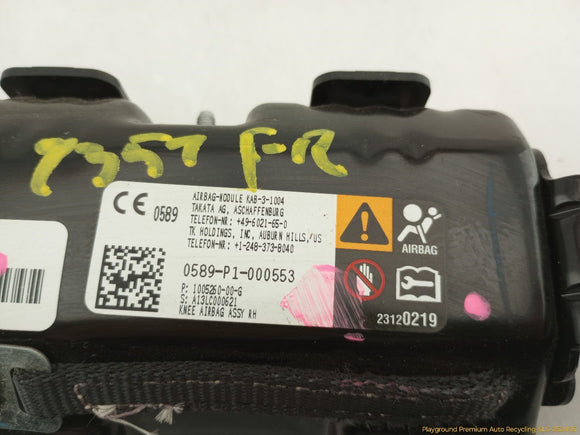 7357 F-R
CE 0589
AIRBAG-MODULE KAB-3-1004
TAKATA AG, ASCHAFFENBURG
TELEFON-NR: +49-6021-65-0
TK HOLDINGS, INC, AUBURN HILLS,/US
TELEFON-NR: +1-248-373-8040
0589-P1-000553
P: 1005260-00-G
S: A13LC000621
KNEE AIRBAG ASSY RH
AIRBAG
23120219
Playground Premium Auto Recycling